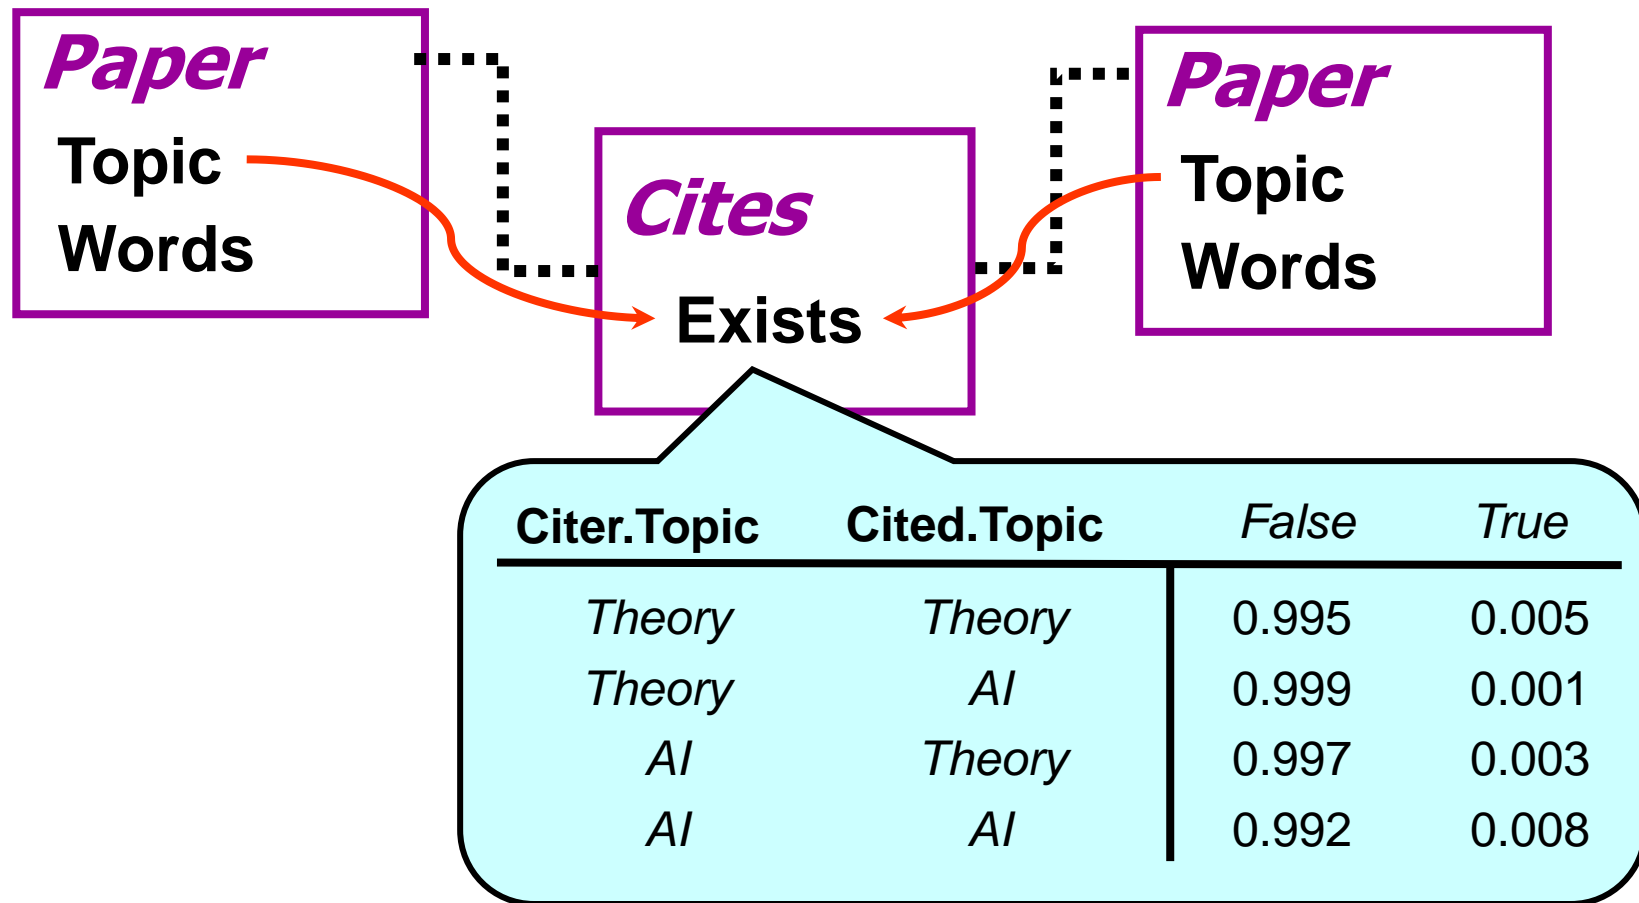 Paper
Topic
Words
Cites
Exists
Paper
Topic
Words
Citer.Topic Cited.Topic False True
Theory Theory 0.995 0.005
Theory AI 0.999 0.001
AI Theory 0.997 0.003
AI AI 0.992 0.008